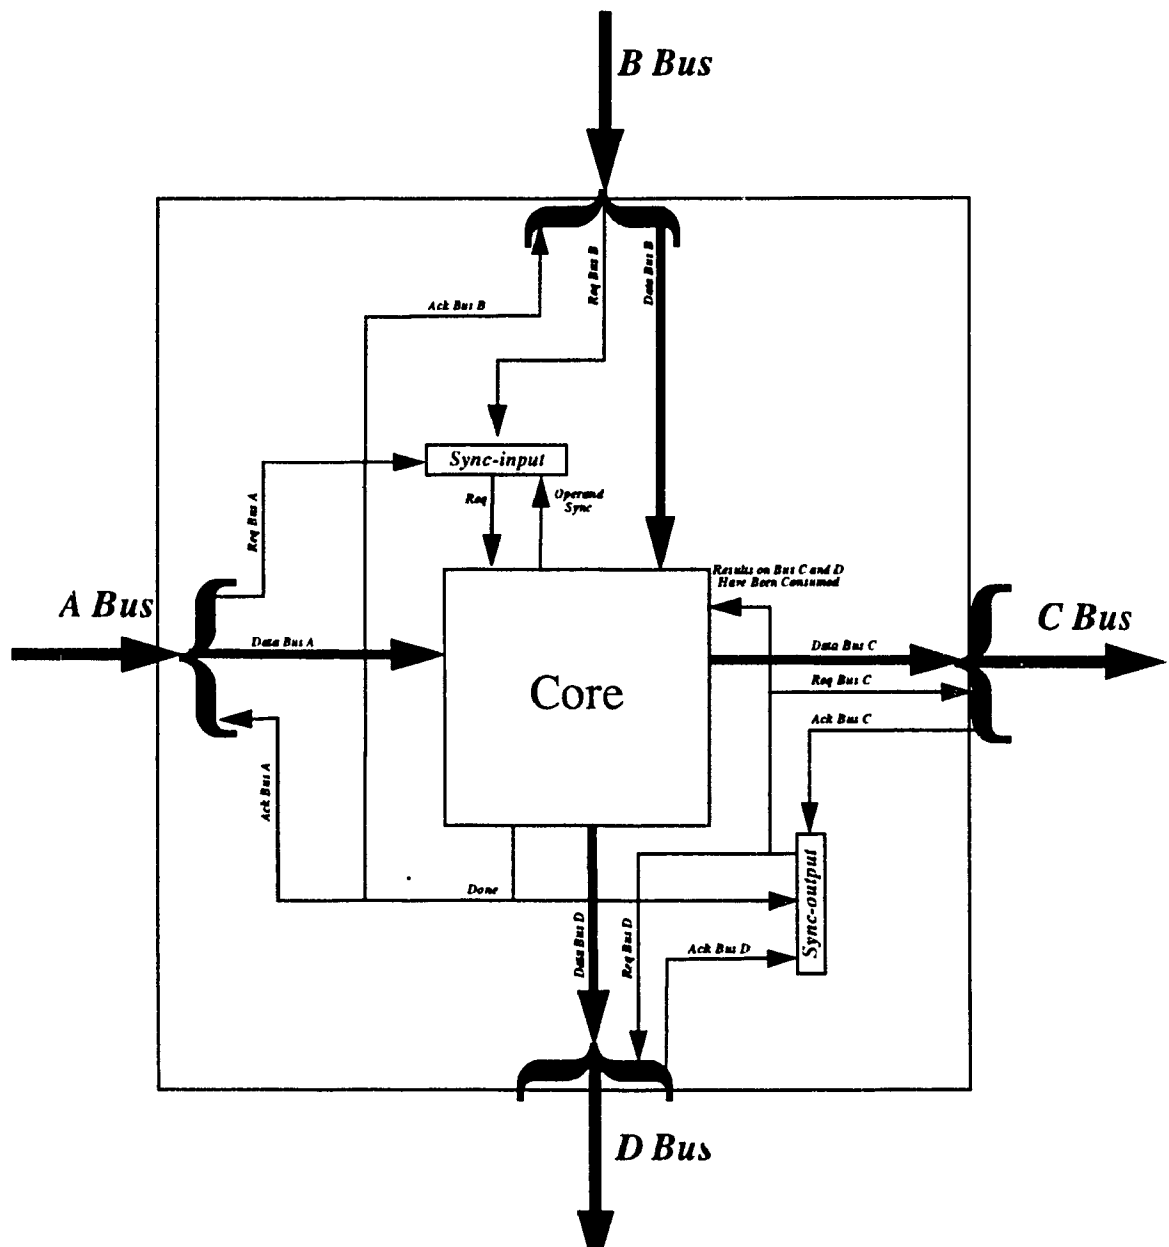 B Bus
Req Bus B
Data Bus B
Ack Bus B
Sync-input
Req
Operand
Sync
Req Bus A
Results on Bus C and D
Have Been Consumed
A Bus
C Bus
Data Bus A
Data Bus C
Core
Req Bus C
Ack Bus C
Ack Bus A
Sync-output
Done
Data Bus D
Req Bus D
Ack Bus D
D Bus